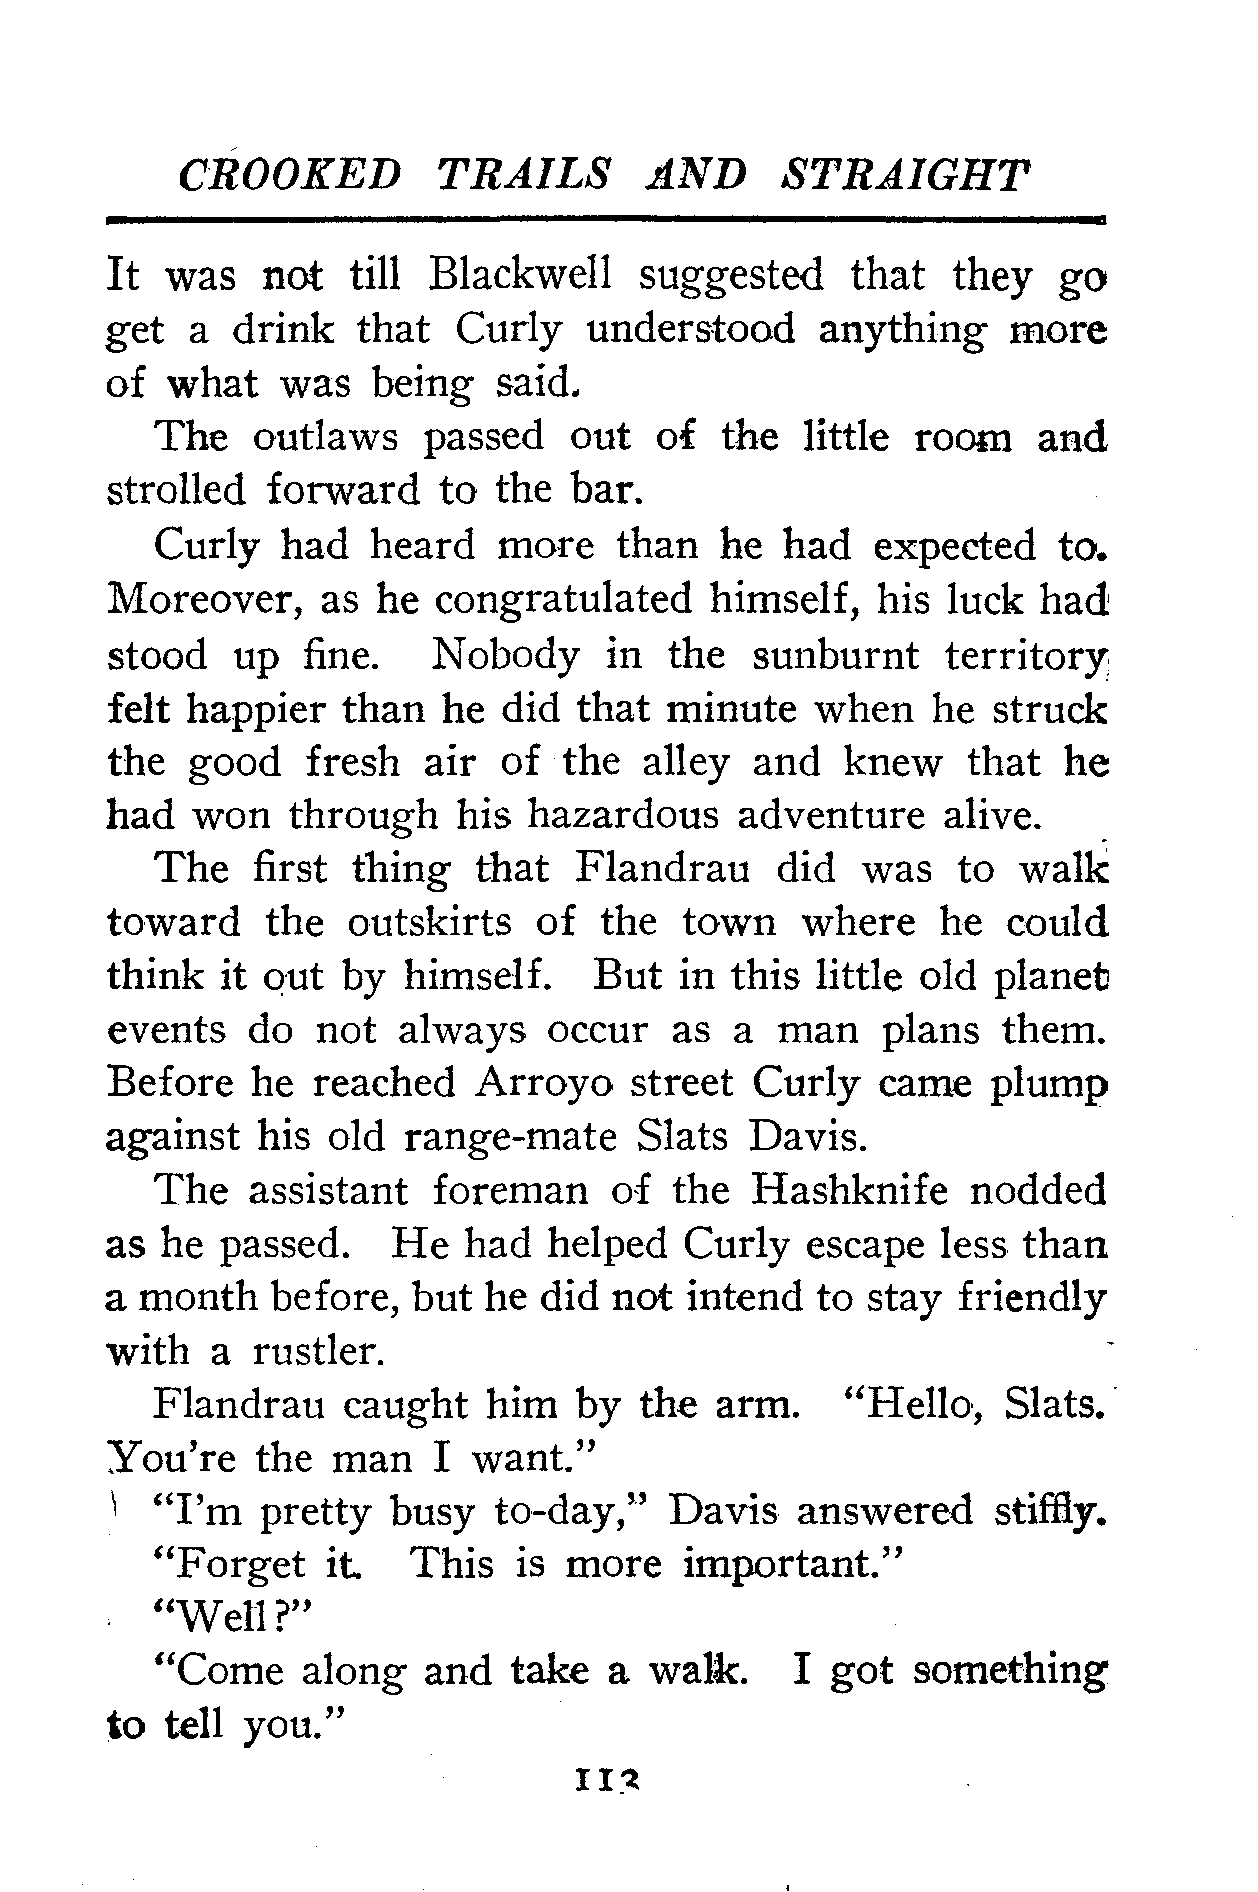 CROOKED TRAILS AND STRAIGHT
It was not till Blackwell suggested that they go
get a drink that Curly understood anything more
of what was being said.
The outlaws passed out of the little room and
strolled forward to the bar.
Curly had heard more than he had expected to.
Moreover, as he congratulated himself, his luck had
stood up fine. Nobody in the sunburnt territory
felt happier than he did that minute when he struck
the good fresh air of the alley and knew that he
had won through his hazardous adventure alive.
The first thing that Flandrau did was to walk
toward the outskirts of the town where he could
think it out by himself. But in this little old planet
events do not always occur as a man plans them.
Before he reached Arroyo street Curly came plump
against his old range-mate Slats Davis.
The assistant foreman of the Hashknife nodded
as he passed. He had helped Curly escape less than
a month before, but he did not intend to stay friendly
with a rustler.
Flandrau caught him by the arm. “Hello, Slats.
You’re the man I want.”
“I’m pretty busy to-day,” Davis answered stiffly.
“Forget it. This is more important.”
“Well?”
“Come along and take a walk. I got something
to tell you.”
112